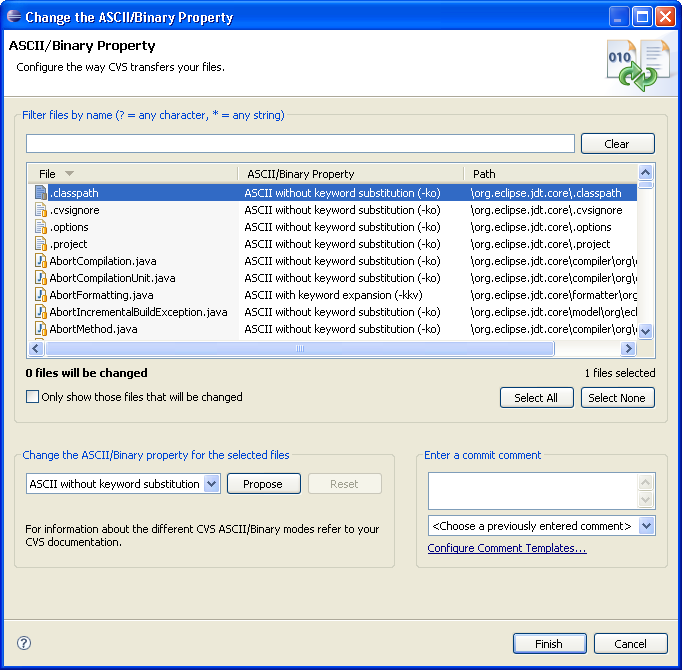 Change the ASCII/Binary Property
ASCII/Binary Property
Configure the way CVS transfers your files.
010
Filter files by name (? = any character, * = any string)
Clear
File ASCII/Binary Property Path
.classpath ASCII without keyword substitution (-ko) \org.eclipse.jdt.core\.classpath
.cvsignore ASCII without keyword substitution (-ko) \org.eclipse.jdt.core\.cvsignore
.options ASCII without keyword substitution (-ko) \org.eclipse.jdt.core\.options
.project ASCII without keyword substitution (-ko) \org.eclipse.jdt.core\.project
AbortCompilation.java ASCII without keyword substitution (-ko) \org.eclipse.jdt.core\compiler\org\
AbortCompilationUnit.java ASCII without keyword substitution (-ko) \org.eclipse.jdt.core\compiler\org\
AbortFormatting.java ASCII with keyword expansion (-kkv) \org.eclipse.jdt.core\formatter\org
AbortIncrementalBuildException.java ASCII without keyword substitution (-ko) \org.eclipse.jdt.core\model\org\ecl
AbortMethod.java ASCII without keyword substitution (-ko) \org.eclipse.jdt.core\compiler\org\
0 files will be changed 1 files selected
Only show those files that will be changed Select All Select None
Change the ASCII/Binary property for the selected files
ASCII without keyword substitution Propose Reset
For information about the different CVS ASCII/Binary modes refer to your
CVS documentation.
Enter a commit comment
<Choose a previously entered comment>
Configure Comment Templates...
? Finish Cancel